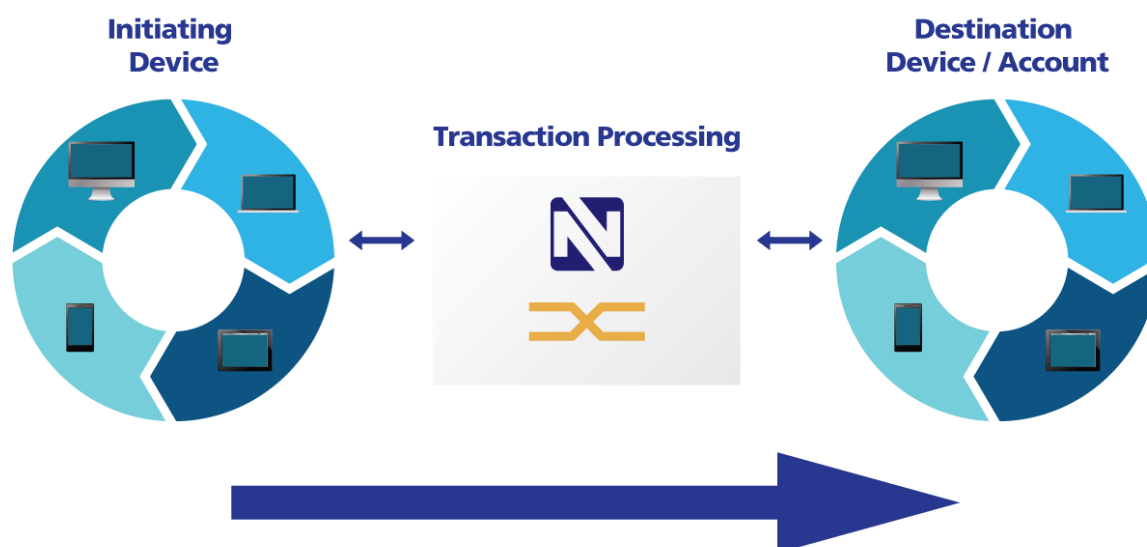 Initiating
Device
Transaction Processing
N
Destination
Device / Account